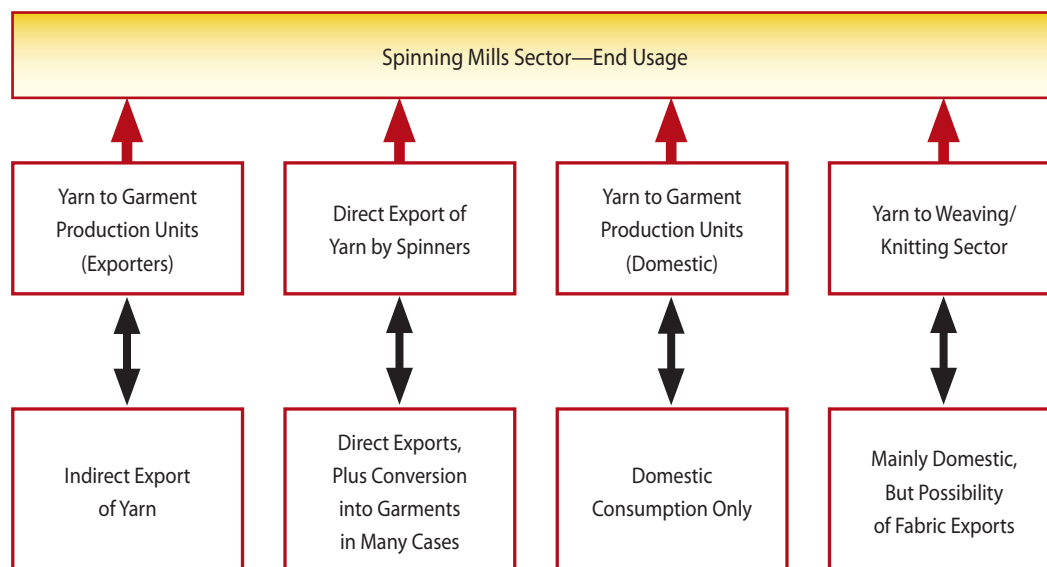 Spinning Mills Sector—End Usage
Yarn to Garment
Production Units
(Exporters)
Direct Export of
Yarn by Spinners
Yarn to Garment
Production Units
(Domestic)
Yarn to Weaving/
Knitting Sector
Indirect Export
of Yarn
Direct Exports,
Plus Conversion
into Garments
in Many Cases
Domestic
Consumption Only
Mainly Domestic,
But Possibility
of Fabric Exports